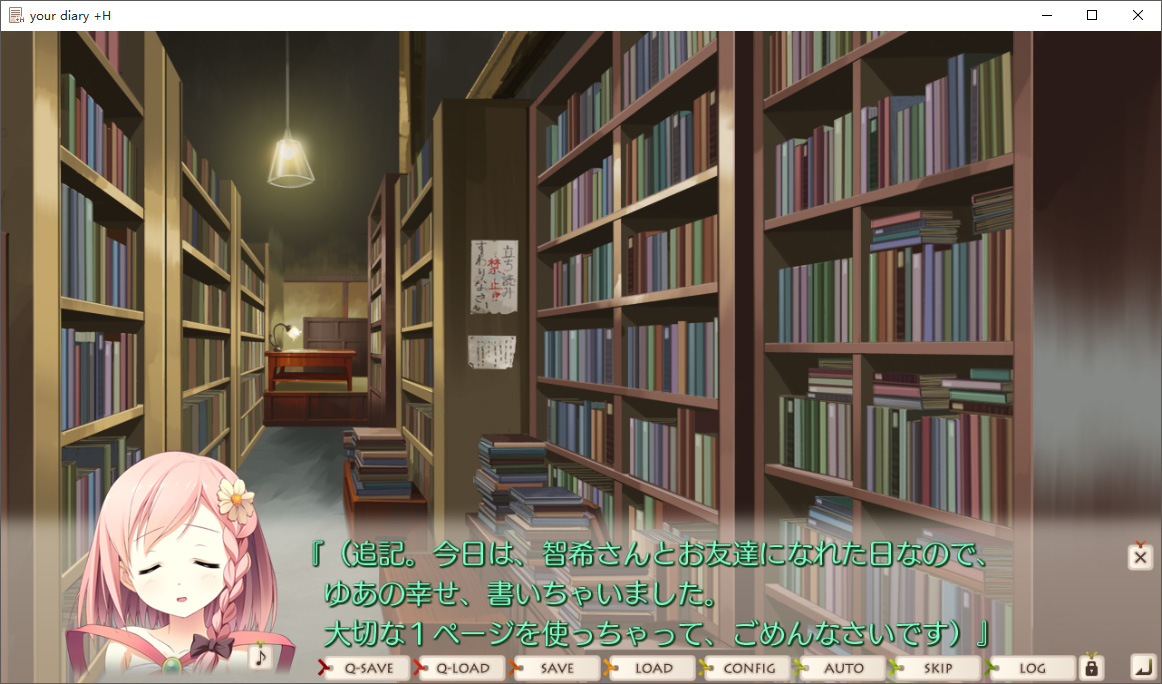 your diary +H
立ち読み
禁止!!
すわりなさい
『（追記。今日は、智希さんとお友達になれた日なので、
ゆあの幸せ、書いちゃいました。
大切な１ページを使っちゃって、ごめんなさいです）』
Q-SAVE
Q-LOAD
SAVE
LOAD
CONFIG
AUTO
SKIP
LOG